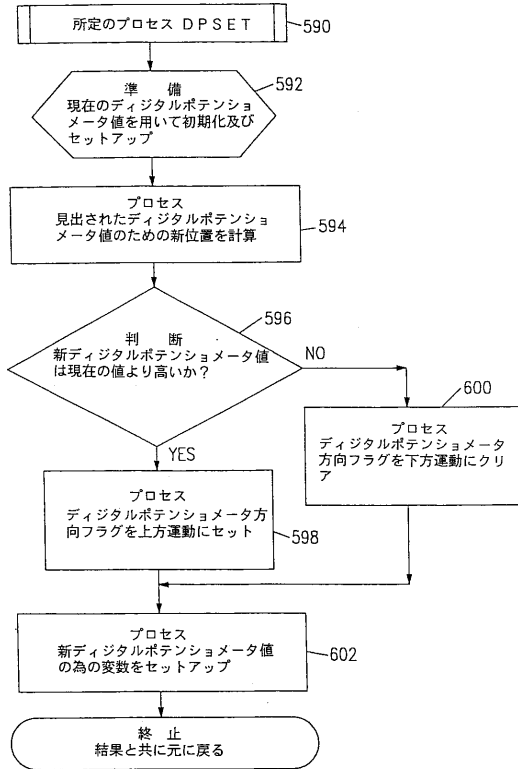 所定のプロセス DPSET
590
準 備
592
現在のディジタルポテンショ
メータ値を用いて初期化及び
セットアップ
プロセス
見出されたディジタルポテンショ
メータ値のための新位置を計算
594
596
判 断
新ディジタルポテンショメータ値
は現在の値より高いか?
NO
600
プロセス
ディジタルポテンショメータ
方向フラグを下方運動にクリ
ア
YES
プロセス
ディジタルポテンショメータ方
向フラグを上方運動にセット
598
プロセス
新ディジタルポテンショメータ値
の為の変数をセットアップ
602
終 止
結果と共に元に戻る